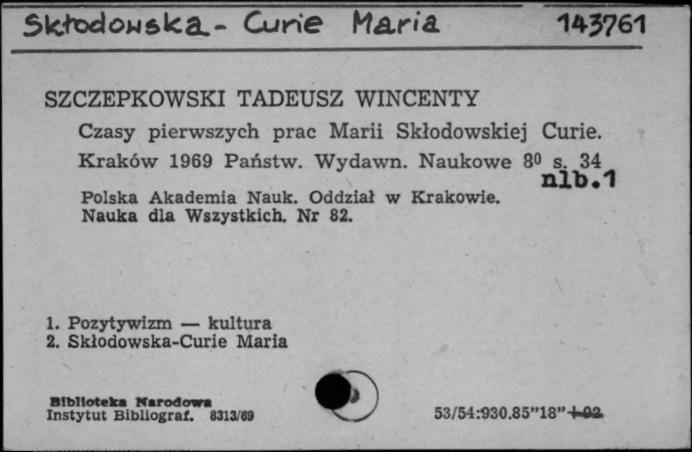 Skłodowska - Curie Maria 143761
SZCZEPKOWSKI TADEUSZ WINCENTY
Czasy pierwszych prac Marii Skłodowskiej Curie.
Kraków 1969 Państw. Wydawn. Naukowe 8⁰ s. 34
nlb.1
Polska Akademia Nauk. Oddział w Krakowie.
Nauka dla Wszystkich. Nr 82.
1. Pozytywizm — kultura
2. Skłodowska-Curie Maria
Biblioteka Narodowa
Instytut Bibliograf. 8313/69 53/54:930.85"18"